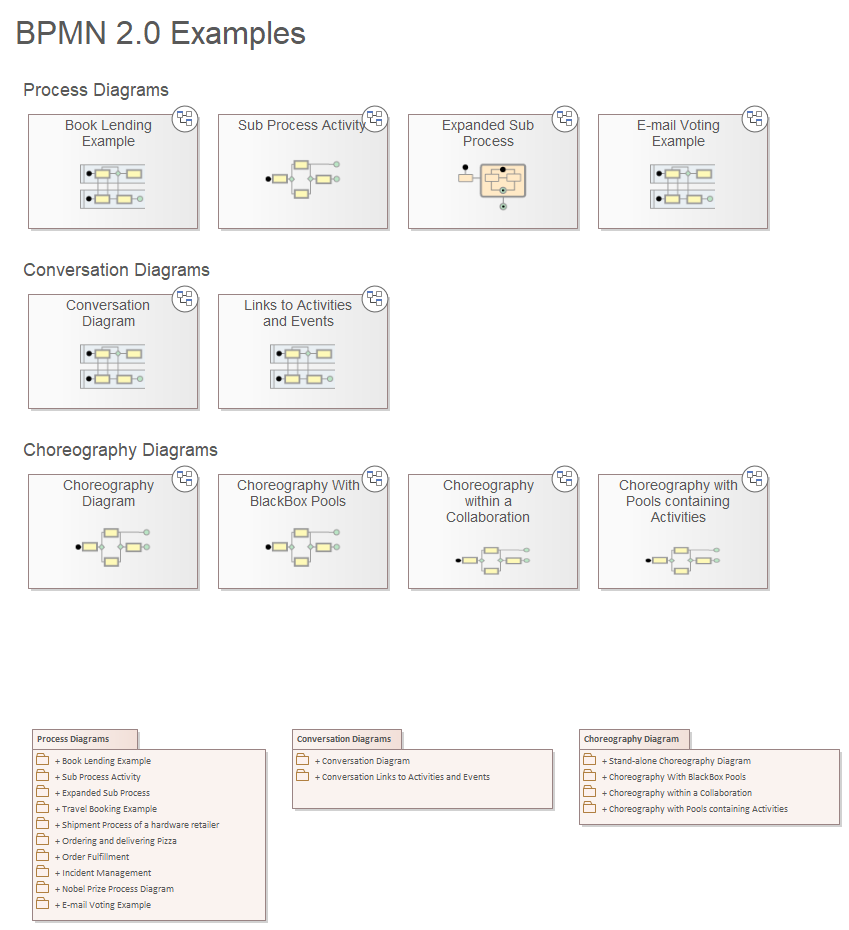 BPMN 2.0 Examples
Process Diagrams
Book Lending
Example
Sub Process Activity
Expanded Sub
Process
E-mail Voting
Example
Conversation Diagrams
Conversation
Diagram
Links to Activities
and Events
Choreography Diagrams
Choreography
Diagram
Choreography With
BlackBox Pools
Choreography
within a
Collaboration
Choreography with
Pools containing
Activities
Process Diagrams
+ Book Lending Example
+ Sub Process Activity
+ Expanded Sub Process
+ Travel Booking Example
+ Shipment Process of a hardware retailer
+ Ordering and delivering Pizza
+ Order Fulfillment
+ Incident Management
+ Nobel Prize Process Diagram
+ E-mail Voting Example
Conversation Diagrams
+ Conversation Diagram
+ Conversation Links to Activities and Events
Choreography Diagram
+ Stand-alone Choreography Diagram
+ Choreography With BlackBox Pools
+ Choreography within a Collaboration
+ Choreography with Pools containing Activities